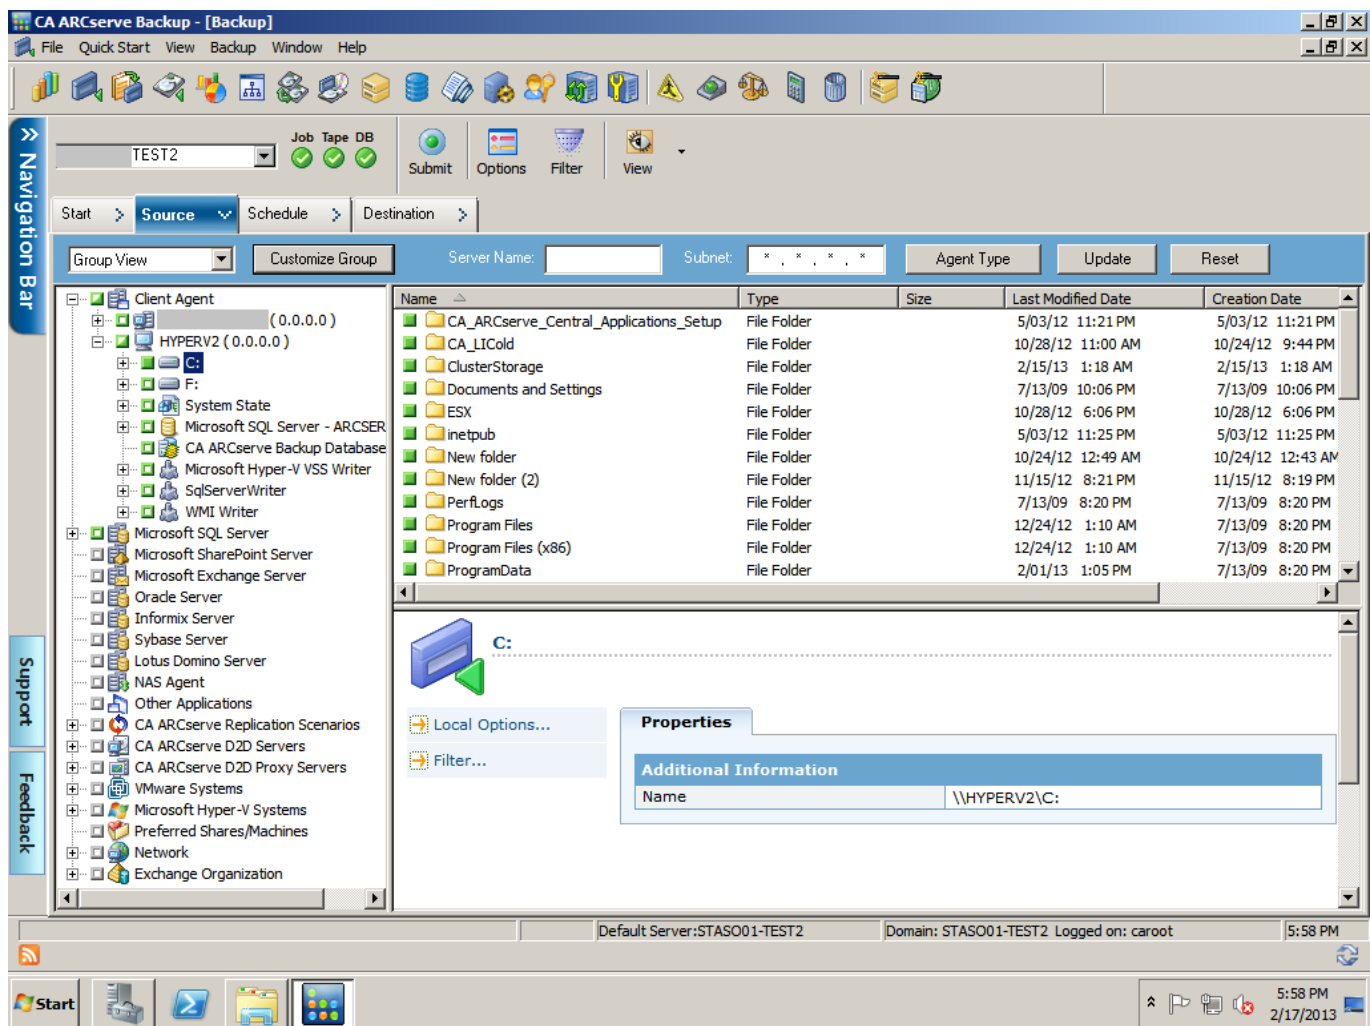 CA ARCserve Backup - [Backup]
File Quick Start View Backup Window Help
Navigation Bar
TEST2
Job Tape DB
Submit Options Filter View
Start Source Schedule Destination
Group View Customize Group Server Name: Subnet: * . * . * . * Agent Type Update Reset
Client Agent
(0.0.0.0)
HYPERV2 (0.0.0.0)
C:
F:
System State
Microsoft SQL Server - ARCSER
CA ARCserve Backup Database
Microsoft Hyper-V VSS Writer
SqlServerWriter
WMI Writer
Microsoft SQL Server
Microsoft SharePoint Server
Microsoft Exchange Server
Oracle Server
Informix Server
Sybase Server
Lotus Domino Server
NAS Agent
Other Applications
CA ARCserve Replication Scenarios
CA ARCserve D2D Servers
CA ARCserve D2D Proxy Servers
VMware Systems
Microsoft Hyper-V Systems
Preferred Shares/Machines
Network
Exchange Organization
Name Type Size Last Modified Date Creation Date
CA_ARCserve_Central_Applications_Setup File Folder 5/03/12 11:21 PM 5/03/12 11:21 PM
CA_LICold File Folder 10/28/12 11:00 AM 10/24/12 9:44 PM
ClusterStorage File Folder 2/15/13 1:18 AM 2/15/13 1:18 AM
Documents and Settings File Folder 7/13/09 10:06 PM 7/13/09 10:06 PM
ESX File Folder 10/28/12 6:06 PM 10/28/12 6:06 PM
inetpub File Folder 5/03/12 11:25 PM 5/03/12 11:25 PM
New folder File Folder 10/24/12 12:49 AM 10/24/12 12:43 AM
New folder (2) File Folder 11/15/12 8:21 PM 11/15/12 8:19 PM
PerfLogs File Folder 7/13/09 8:20 PM 7/13/09 8:20 PM
Program Files File Folder 12/24/12 1:10 AM 7/13/09 8:20 PM
Program Files (x86) File Folder 12/24/12 1:10 AM 7/13/09 8:20 PM
ProgramData File Folder 2/01/13 1:05 PM 7/13/09 8:20 PM
C:
Local Options...
Filter...
Properties
Additional Information
Name \\HYPERV2\C:
Support
Feedback
Default Server:STASO01-TEST2 Domain: STASO01-TEST2 Logged on: caroot 5:58 PM
Start
5:58 PM
2/17/2013